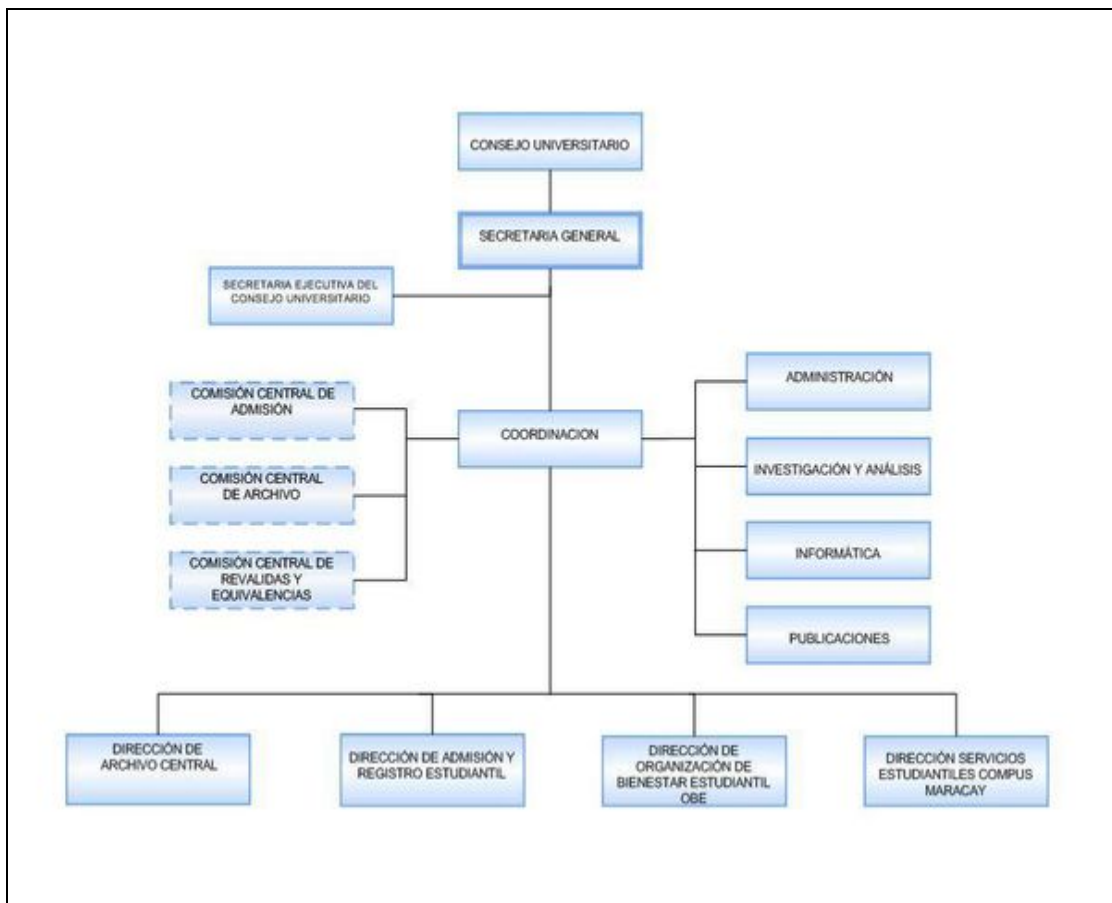 CONSEJO UNIVERSITARIO
SECRETARIA GENERAL
SECRETARIA EJECUTIVA DEL
CONSEJO UNIVERSITARIO
COMISIÓN CENTRAL DE
ADMISIÓN
COMISIÓN CENTRAL
DE ARCHIVO
COMISIÓN CENTRAL DE
REVALIDAS Y
EQUIVALENCIAS
COORDINACION
ADMINISTRACIÓN
INVESTIGACIÓN Y ANÁLISIS
INFORMÁTICA
PUBLICACIONES
DIRECCIÓN DE
ARCHIVO CENTRAL
DIRECCIÓN DE ADMISIÓN Y
REGISTRO ESTUDIANTIL
DIRECCIÓN DE
ORGANIZACIÓN DE
BIENESTAR ESTUDIANTIL
OBE
DIRECCIÓN SERVICIOS
ESTUDIANTILES COMPUS
MARACAY